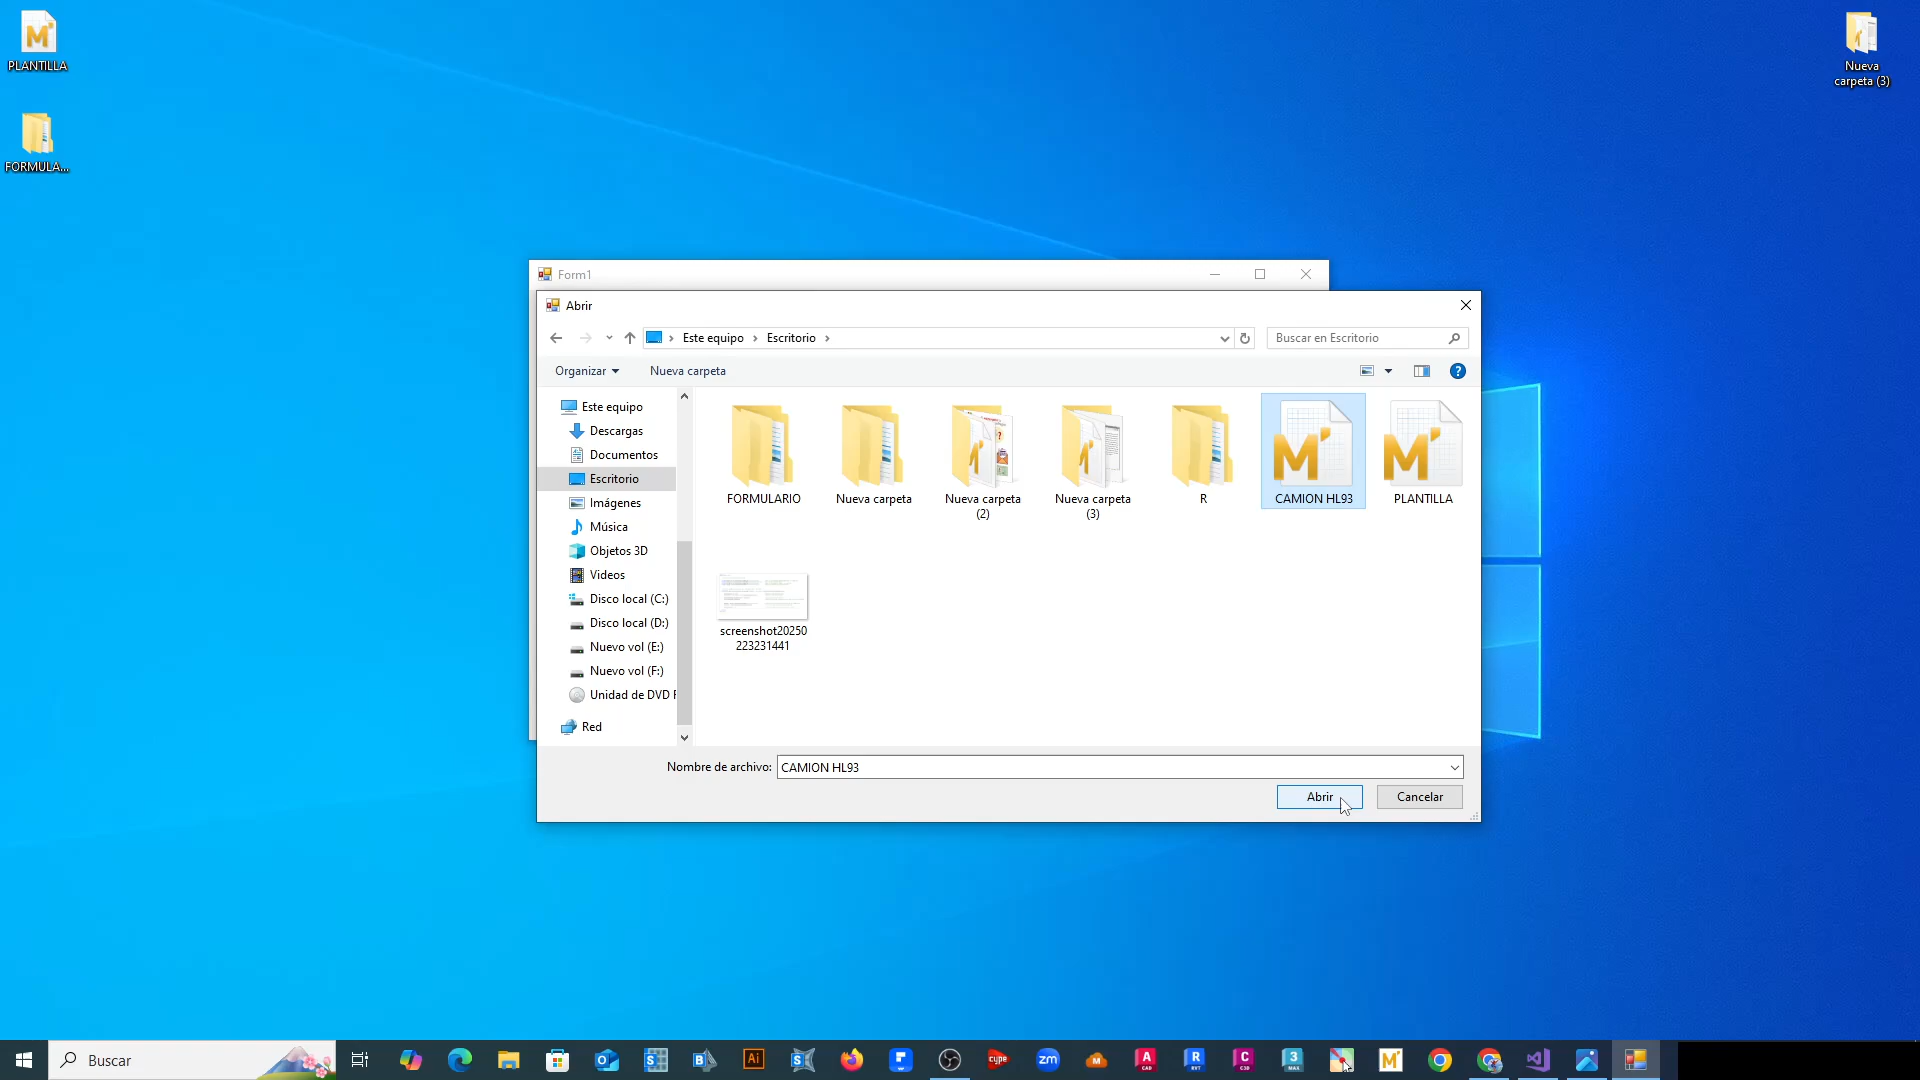 PLANTILLA
FORMULA...
Nueva
carpeta (3)
Form1
Abrir
Este equipo
Escritorio
Buscar en Escritorio
Organizar
Nueva carpeta
Este equipo
Descargas
Documentos
Escritorio
Imágenes
Música
Objetos 3D
Videos
Disco local (C:)
Disco local (D:)
Nuevo vol (E:)
Nuevo vol (F:)
Unidad de DVD
Red
FORMULARIO
Nueva carpeta
Nueva carpeta
(2)
Nueva carpeta
(3)
R
CAMION HL93
PLANTILLA
screenshot20250
223231441
Nombre de archivo:
CAMION HL93
Abrir
Cancelar
Buscar